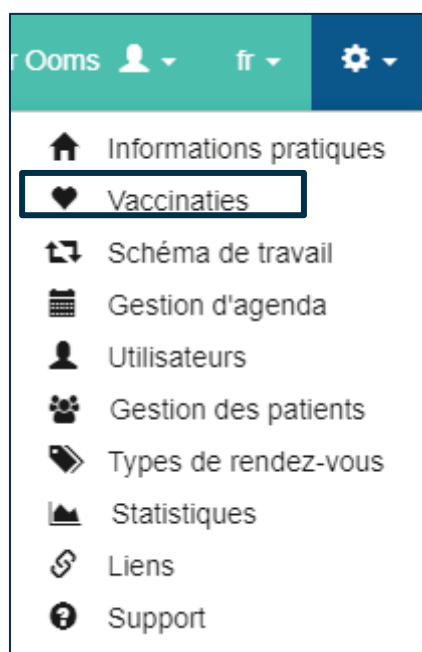 r Ooms fr
Informations pratiques
Vaccinaties
Schéma de travail
Gestion d'agenda
Utilisateurs
Gestion des patients
Types de rendez-vous
Statistiques
Liens
Support